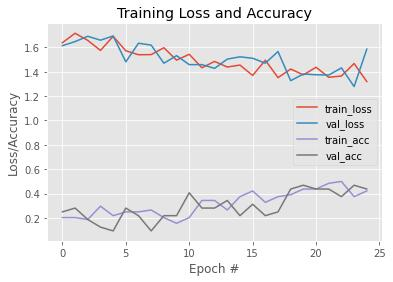 Training Loss and Accuracy
1.6
1.4
1.2
1.0
0.8
0.6
0.4
0.2
Loss/Accuracy
train_loss
val_loss
train_acc
val_acc
0
5
10
15
20
25
Epoch #